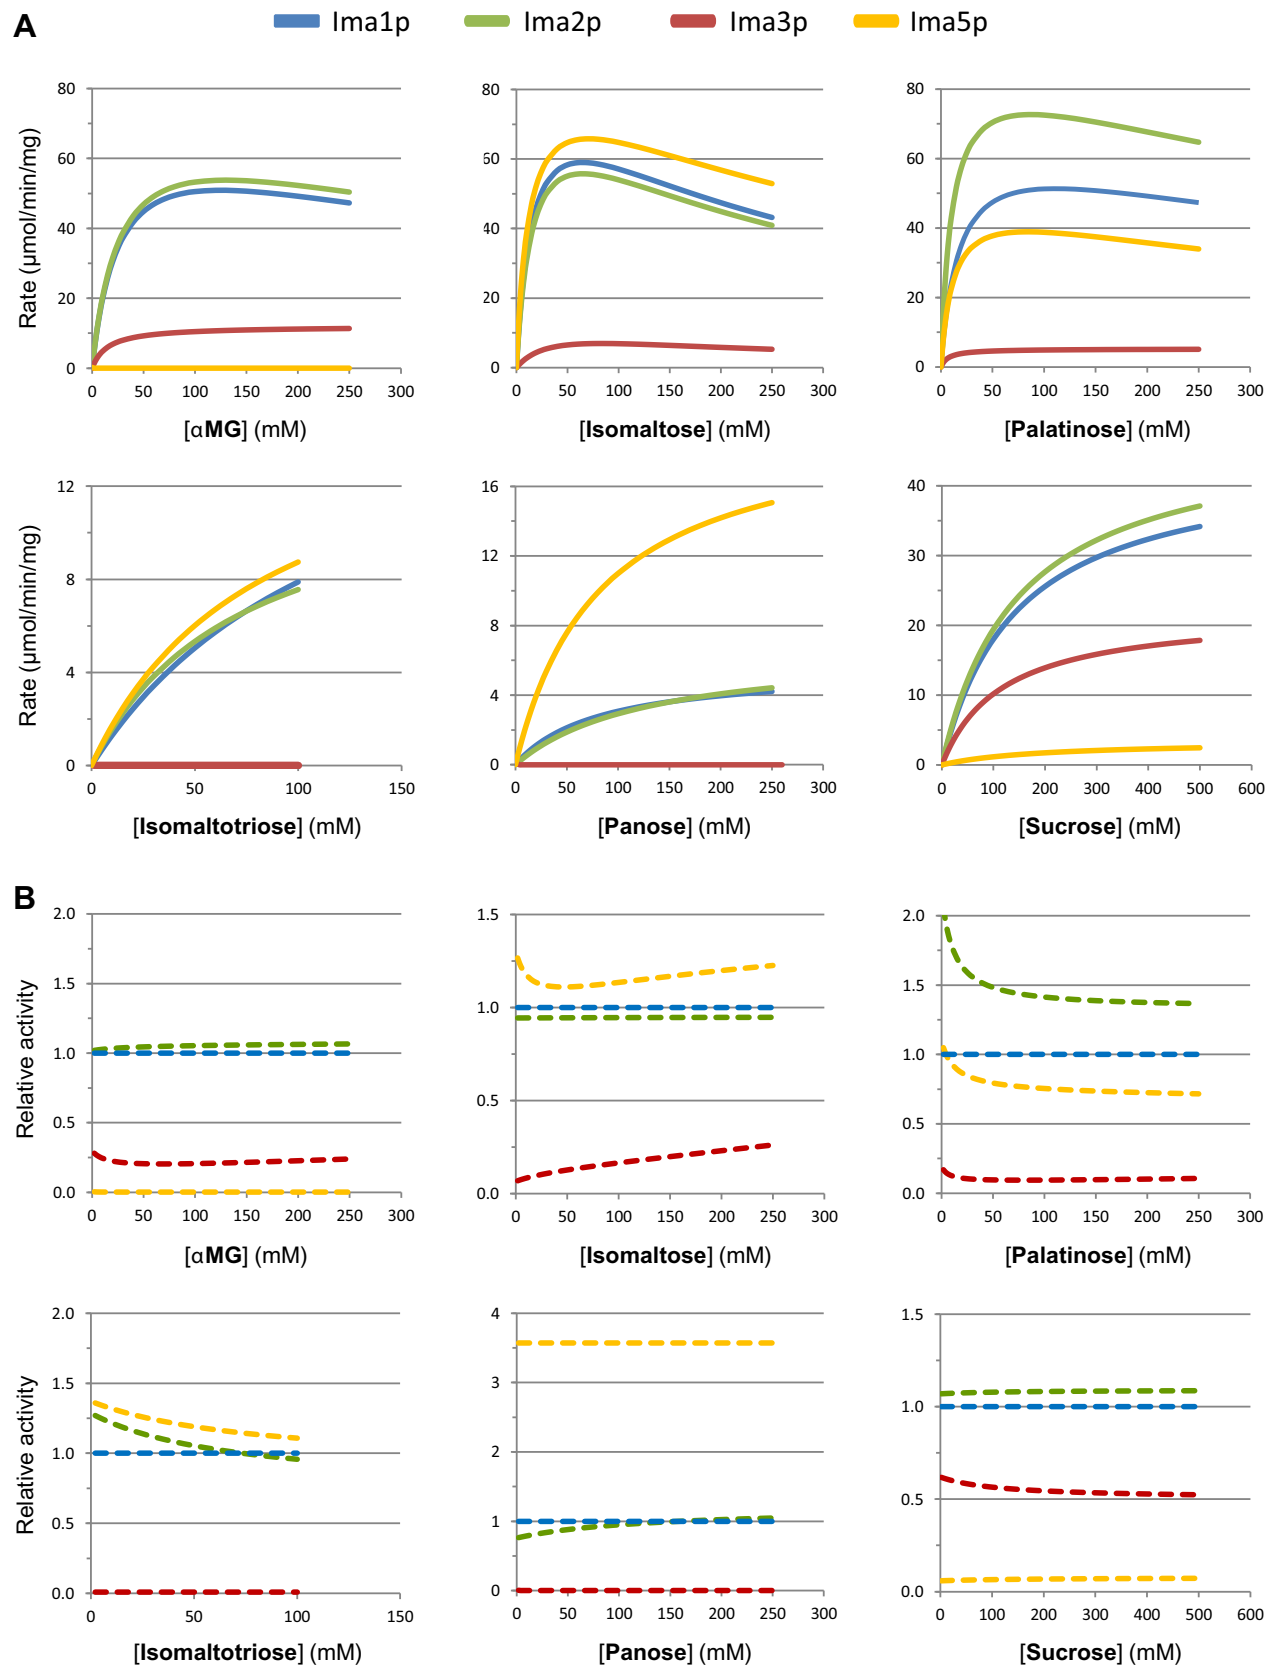 A
Ima1p Ima2p Ima3p Ima5p
80 80 80
60 60 60
40 40 40
20 20 20
0 0 0
0 50 100 150 200 250 300 0 50 100 150 200 250 300 0 50 100 150 200 250 300
Rate (µmol/min/mg)
[αMG] (mM) [Isomaltose] (mM) [Palatinose] (mM)
12 16 40
12 30
8
8 20
4
4 10
0 0 0
0 50 100 150 0 50 100 150 200 250 300 0 100 200 300 400 500 600
Rate (µmol/min/mg)
[Isomaltotriose] (mM) [Panose] (mM) [Sucrose] (mM)
B
2.0 1.5 2.0
1.5 1.0 1.5
1.0 1.0
0.5 0.5 0.5
0.0 0.0 0.0
0 50 100 150 200 250 300 0 50 100 150 200 250 300 0 50 100 150 200 250 300
Relative activity
[αMG] (mM) [Isomaltose] (mM) [Palatinose] (mM)
2.0 4 1.5
1.5 3 1.0
1.0 2
0.5 1 0.5
0.0 0 0.0
0 50 100 150 0 50 100 150 200 250 300 0 100 200 300 400 500 600
Relative activity
[Isomaltotriose] (mM) [Panose] (mM) [Sucrose] (mM)